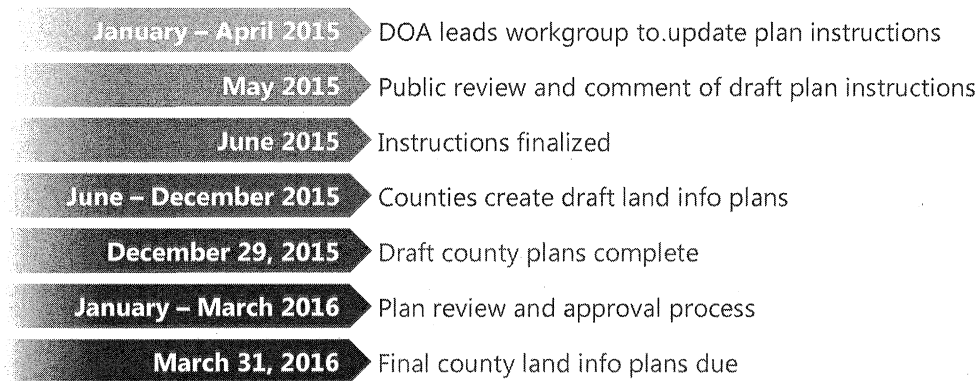 January – April 2015 DOA leads workgroup to.update plan instructions
May 2015 Public review and comment of draft plan instructions
June 2015 Instructions finalized
June – December 2015 Counties create draft land info plans
December 29, 2015 Draft county plans complete
January – March 2016 Plan review and approval process
March 31, 2016 Final county land info plans due